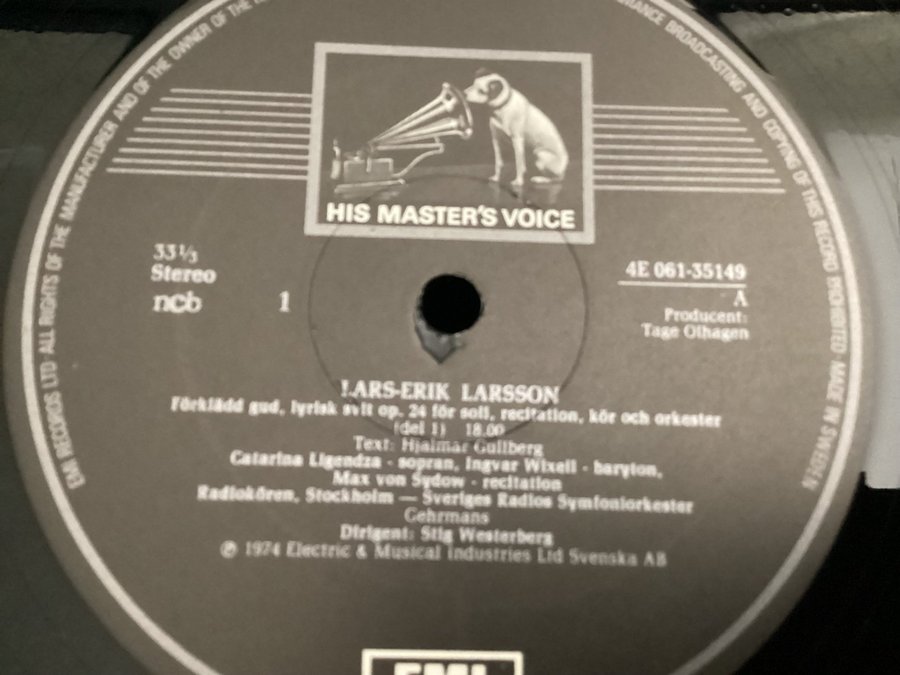 EMI RECORDS LTD ALL RIGHTS OF THE MANUFACTURER AND OF THE OWNER OF THE
BROADCASTING AND COPYING OF THIS RECORD PROHIBITED · MADE IN SWEDEN
HIS MASTER'S VOICE
33⅓
Stereo
ncb 1
4E 061-35149
A
Producent:
Tage Olhagen
LARS-ERIK LARSSON
Förklädd gud, lyrisk svit op. 24 för soli, recitation, kör och orkester
(del 1) 18.00
Text: Hjalmar Gullberg
Catarina Ligendza - sopran, Ingvar Wixell - baryton,
Max von Sydow - recitation
Radiokören, Stockholm — Sveriges Radios Symfoniorkester
Gehrmans
Dirigent: Stig Westerberg
℗ 1974 Electric & Musical Industries Ltd Svenska AB
EMI